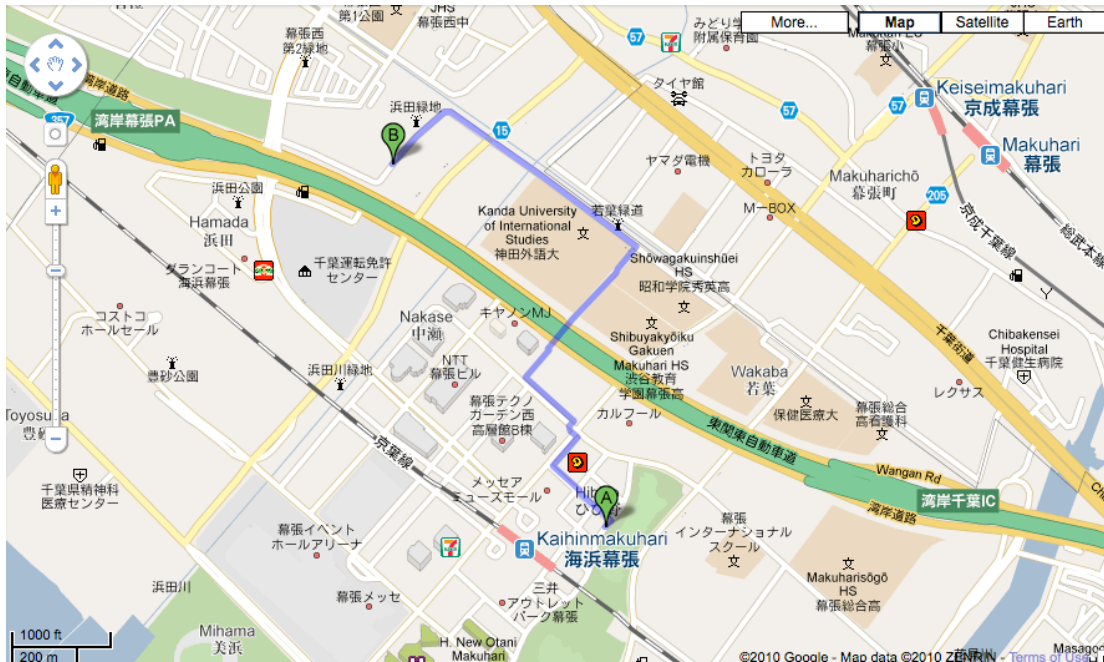 幕張西
第1公園
JHS
幕張西中
みどり学
附属保育園
More...
Map
Satellite
Earth
幕張小
幕張西
第2緑地
57
タイヤ館
57
57
Keiseimakuhari
京成幕張
湾岸道路
自動車道
357
湾岸幕張PA
浜田緑地
B
15
Makuhari
幕張
ヤマダ電機
トヨタ
カローラ
Makuharichō
幕張町
205
浜田公園
Hamada
浜田
Kanda University
of International
Studies
神田外語大
若葉緑道
MーBOX
京成千葉線
総武本線
Shōwagakuinshūei
HS
昭和学院秀英高
グランコート
海浜幕張
千葉運転免許
センター
コストコ
ホールセール
Nakase
中瀬
キヤノンMJ
Shibuyakyōiku
Gakuen
Makuhari HS
渋谷教育
学園幕張高
千葉街道
Chibakensei
Hospital
千葉健生病院
豊砂公園
浜田川緑地
NTT
幕張ビル
Wakaba
若葉
レクサス
Toyosuna
幕張テクノ
ガーデン西
高層館B棟
カルフール
保健医療大
幕張総合
高看護科
京葉線
東関東自動車道
Wangan Rd
千葉県精神科
医療センター
メッセア
ミューズモール
A
湾岸道路
湾岸千葉IC
幕張イベント
ホールアリーナ
Kaihinmakuhari
海浜幕張
幕張
インターナショナル
スクール
浜田川
幕張メッセ
三井
アウトレット
パーク幕張
Makuharisōgō
HS
幕張総合高
1000 ft
200 m
Mihama
美浜
H. New Otani
Makuhari
©2010 Google - Map data ©2010 ZENRIN - Terms of Use